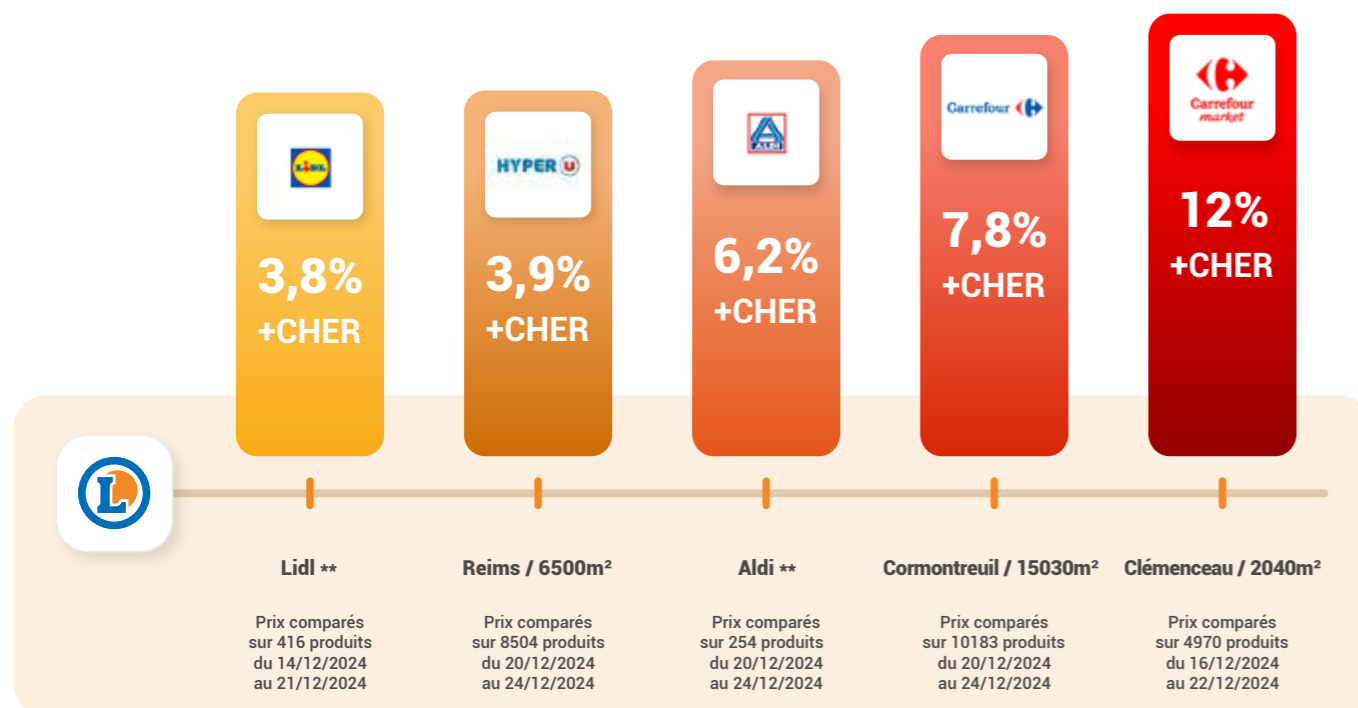 LIDL
3,8%
+CHER
HYPER U
3,9%
+CHER
ALDI
6,2%
+CHER
Carrefour
7,8%
+CHER
Carrefour
market
12%
+CHER
L
Lidl **
Prix comparés
sur 416 produits
du 14/12/2024
au 21/12/2024
Reims / 6500m²
Prix comparés
sur 8504 produits
du 20/12/2024
au 24/12/2024
Aldi **
Prix comparés
sur 254 produits
du 20/12/2024
au 24/12/2024
Cormontreuil / 15030m²
Prix comparés
sur 10183 produits
du 20/12/2024
au 24/12/2024
Clémenceau / 2040m²
Prix comparés
sur 4970 produits
du 16/12/2024
au 22/12/2024